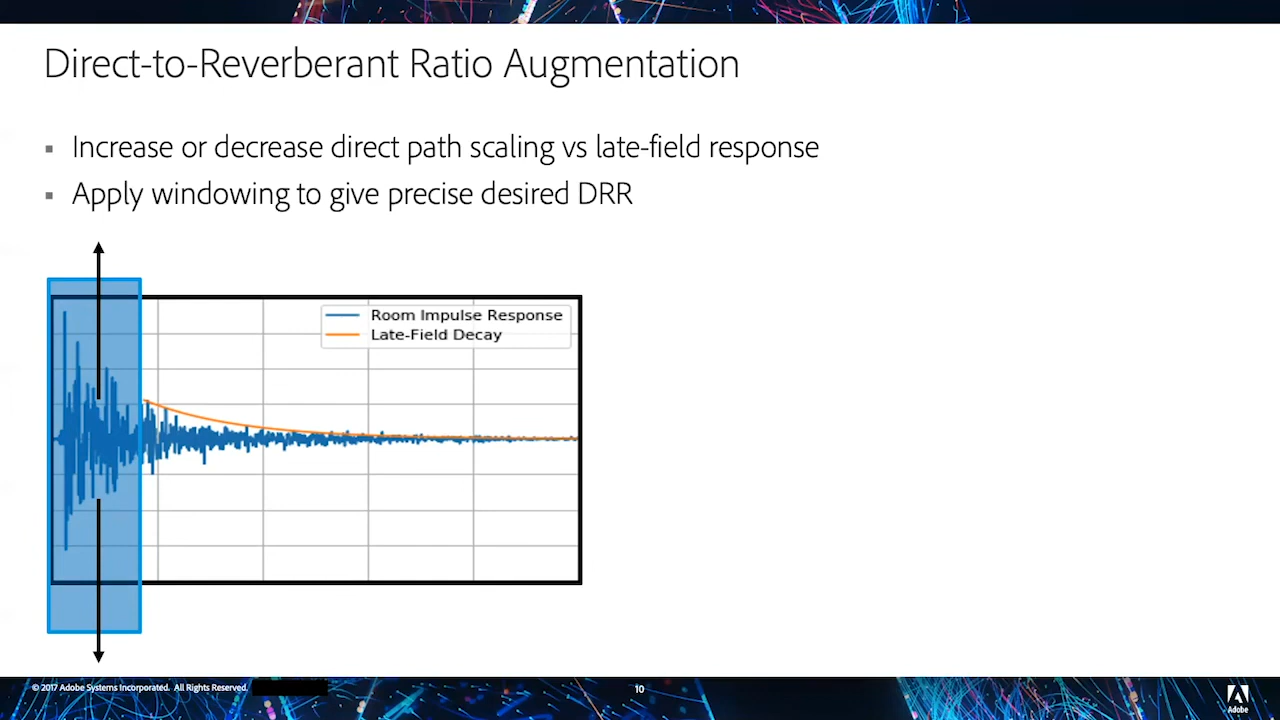 Direct-to-Reverberant Ratio Augmentation
▪ Increase or decrease direct path scaling vs late-field response
▪ Apply windowing to give precise desired DRR
Room Impulse Response
Late-Field Decay
© 2017 Adobe Systems Incorporated. All Rights Reserved.
10
Adobe